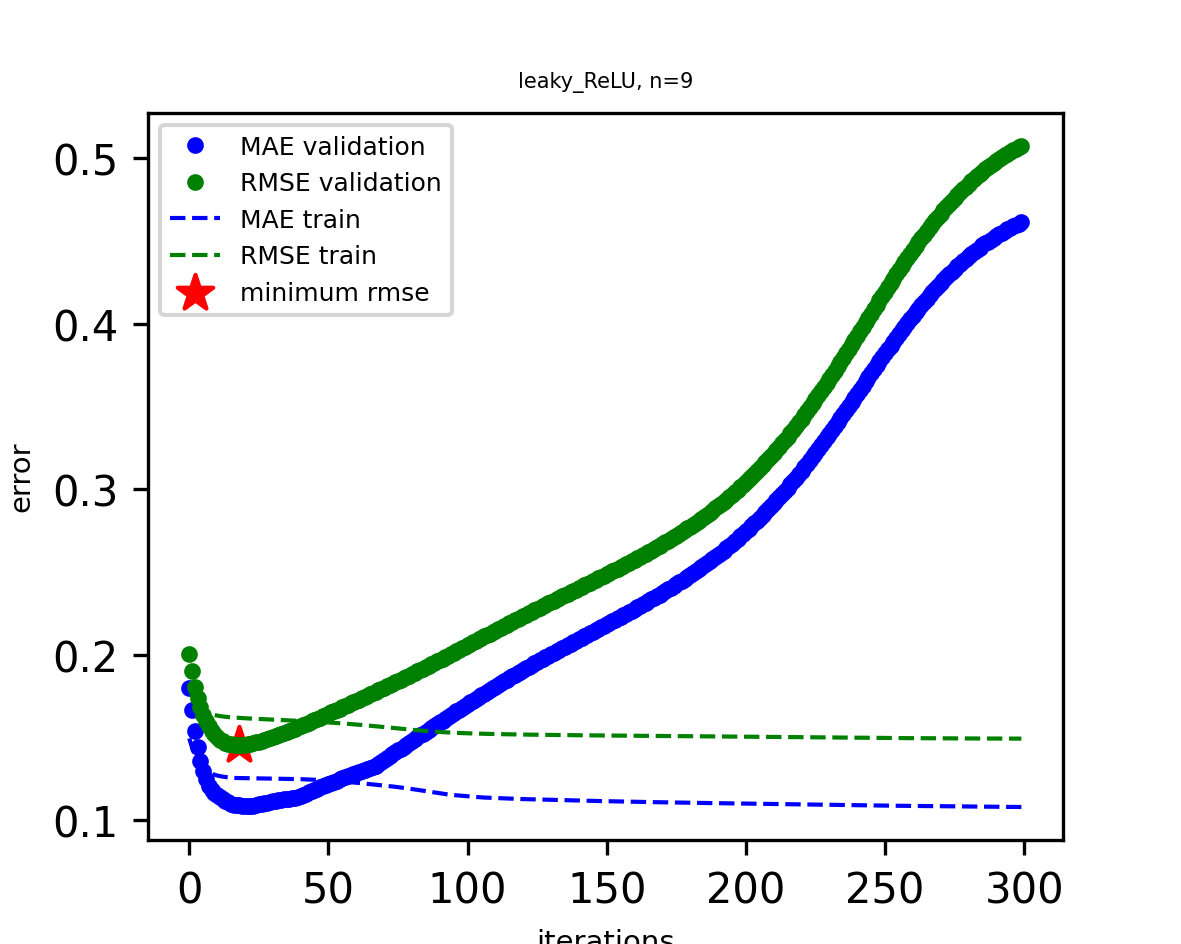 leaky_ReLU, n=9
MAE validation
RMSE validation
MAE train
RMSE train
minimum rmse
error
0.5
0.4
0.3
0.2
0.1
0 50 100 150 200 250 300
iterations